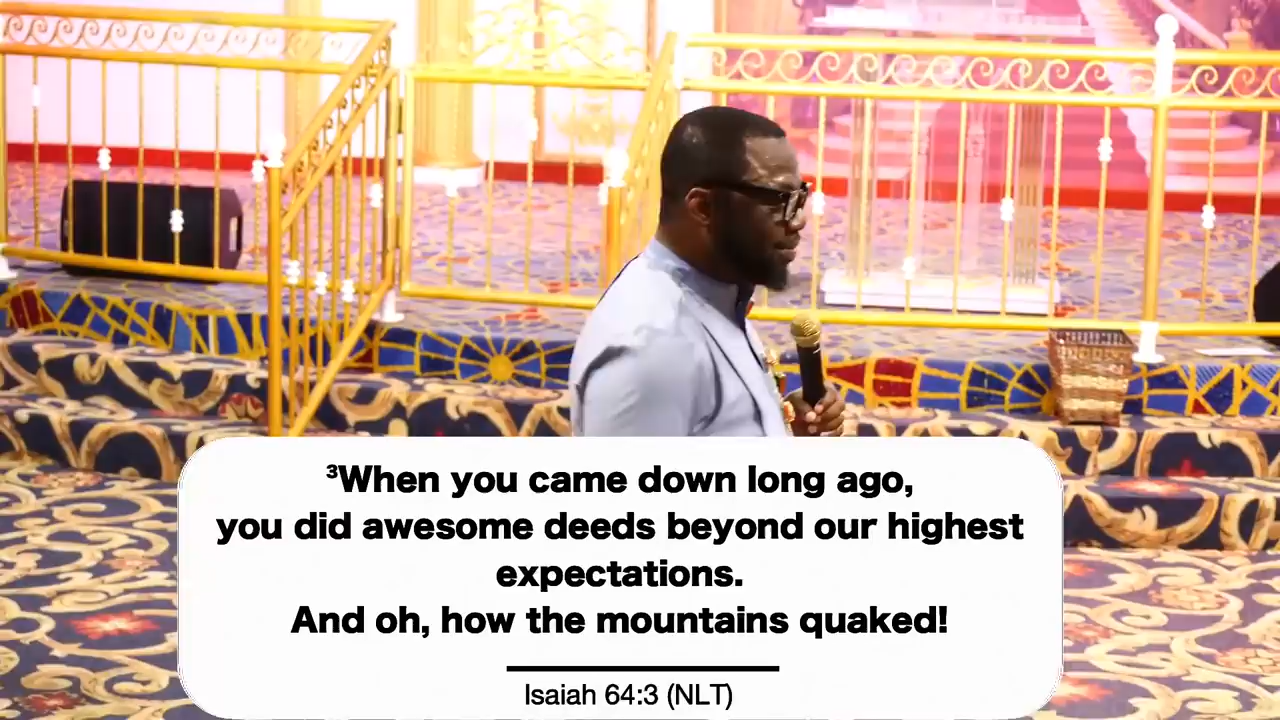 ³When you came down long ago,
you did awesome deeds beyond our highest
expectations.
And oh, how the mountains quaked!
Isaiah 64:3 (NLT)